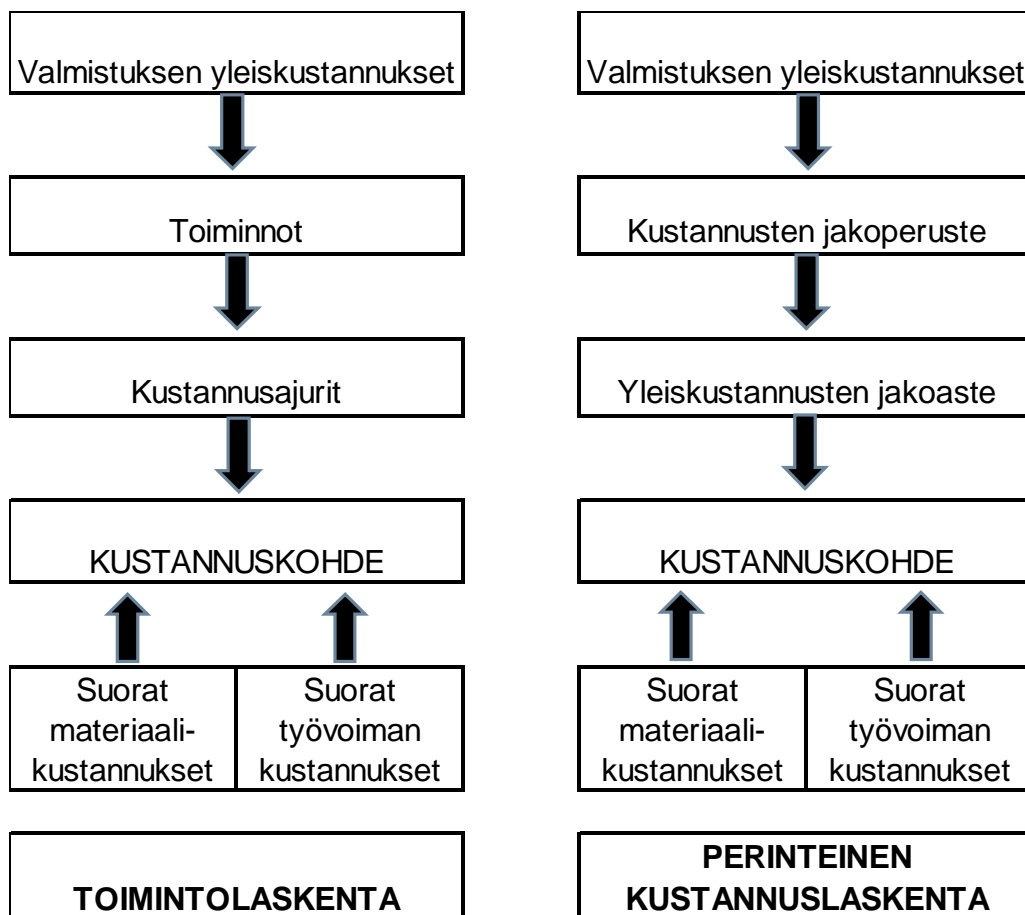 Valmistuksen yleiskustannukset
Toiminnot
Kustannusajurit
KUSTANNUSKOHDE
Suorat
materiaali-
kustannukset
Suorat
työvoiman
kustannukset
TOIMINTOLASKENTA
Valmistuksen yleiskustannukset
Kustannusten jakoperuste
Yleiskustannusten jakoaste
KUSTANNUSKOHDE
Suorat
materiaali-
kustannukset
Suorat
työvoiman
kustannukset
PERINTEINEN
KUSTANNUSLASKENTA